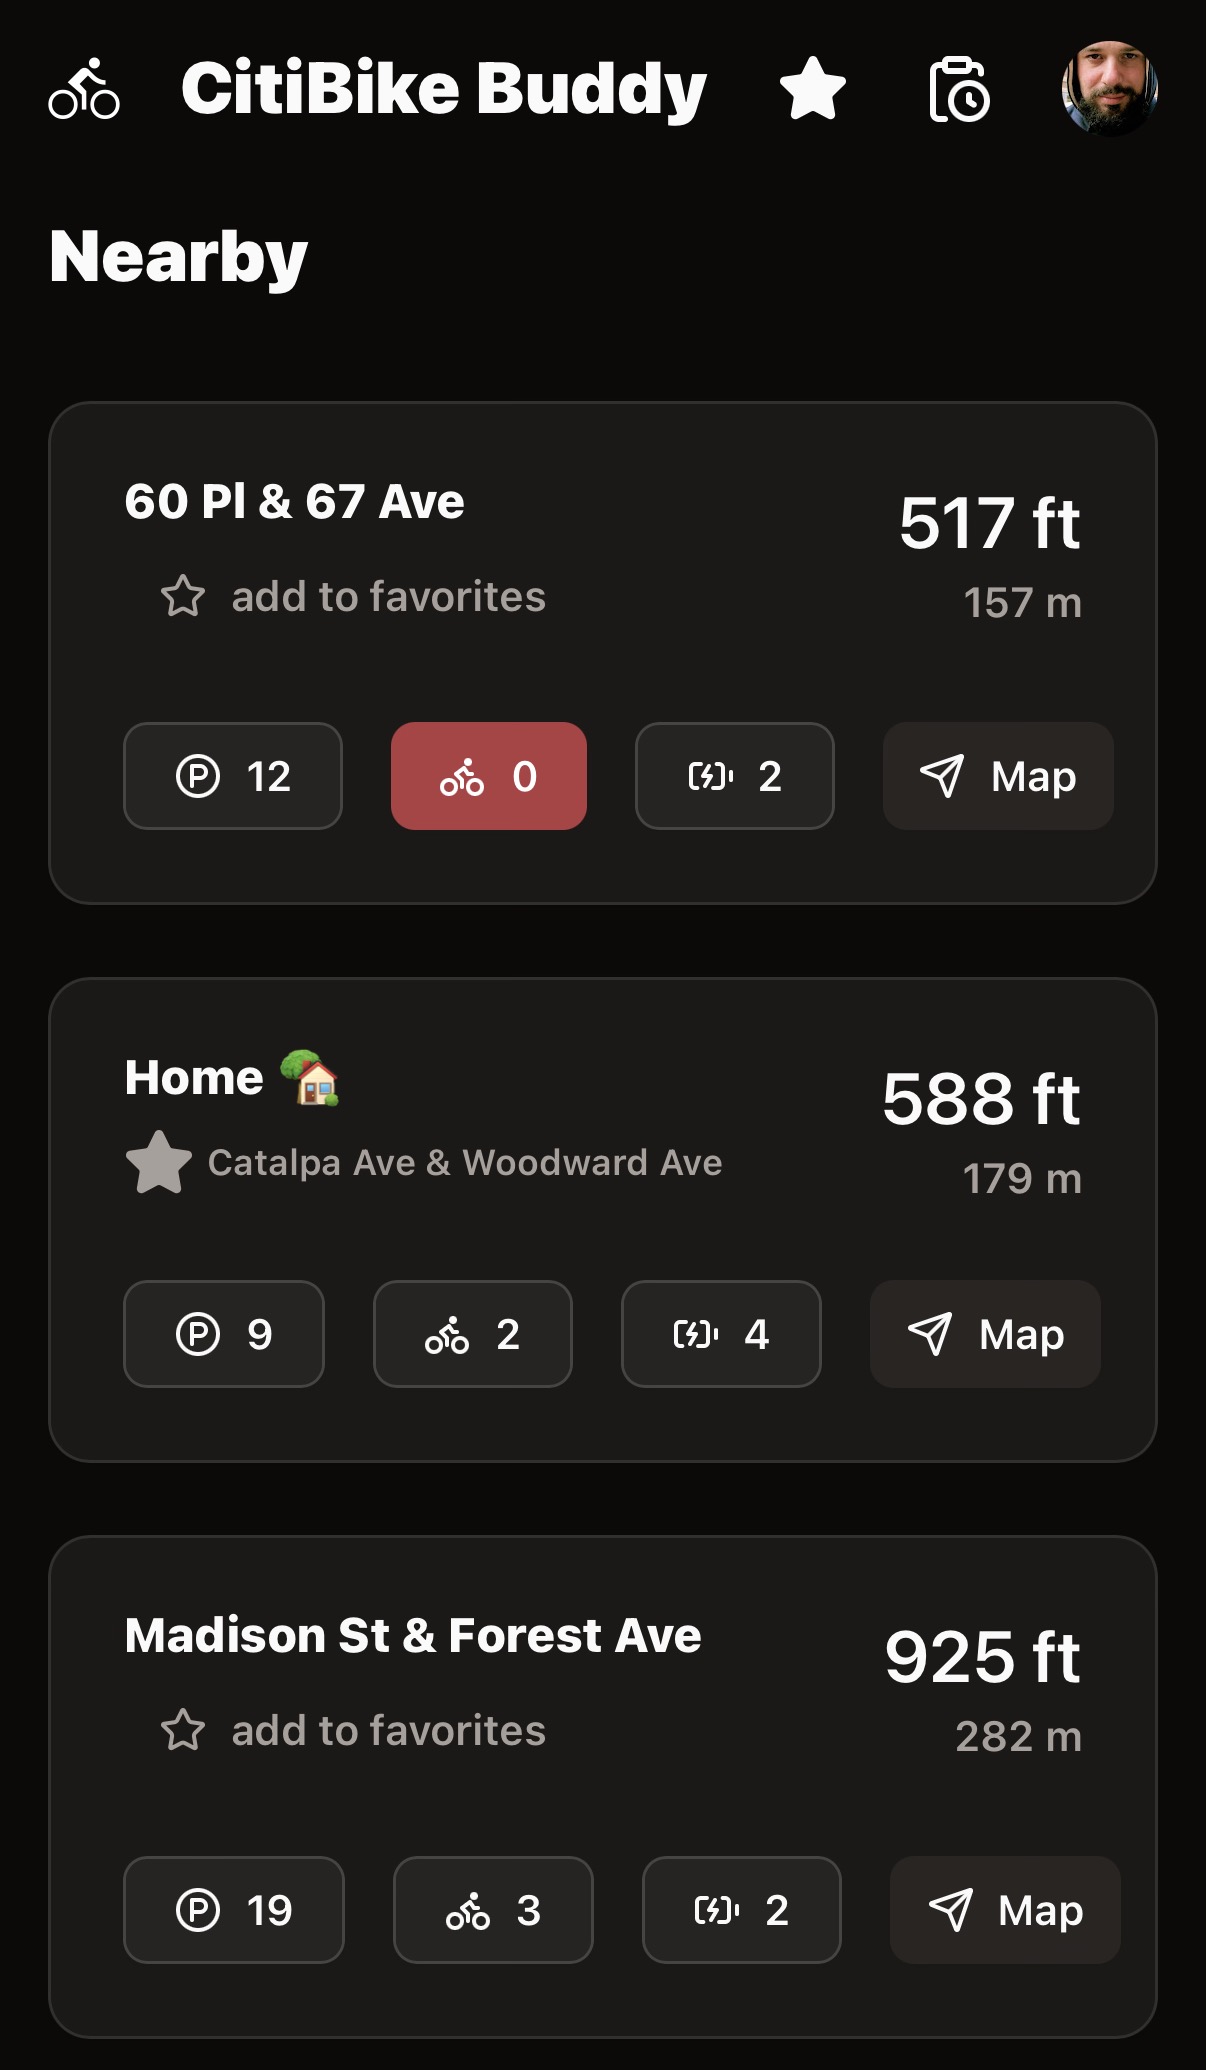 CitiBike Buddy
Nearby
60 Pl & 67 Ave
517 ft
add to favorites
157 m
P 12
0
2
Map
Home 🏡
588 ft
Catalpa Ave & Woodward Ave
179 m
P 9
2
4
Map
Madison St & Forest Ave
925 ft
add to favorites
282 m
P 19
3
2
Map